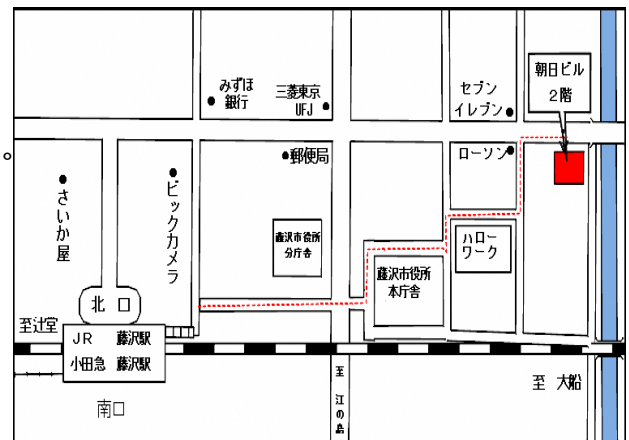 みずほ
銀行
三菱東京
UFJ
セブン
イレブン
朝日ビル
2階
郵便局
ローソン
さいか屋
ビックカメラ
藤沢市役所
分庁舎
ハロー
ワーク
藤沢市役所
本庁舎
北口
至辻堂
JR 藤沢駅
小田急 藤沢駅
南口
至江の島
至 大船